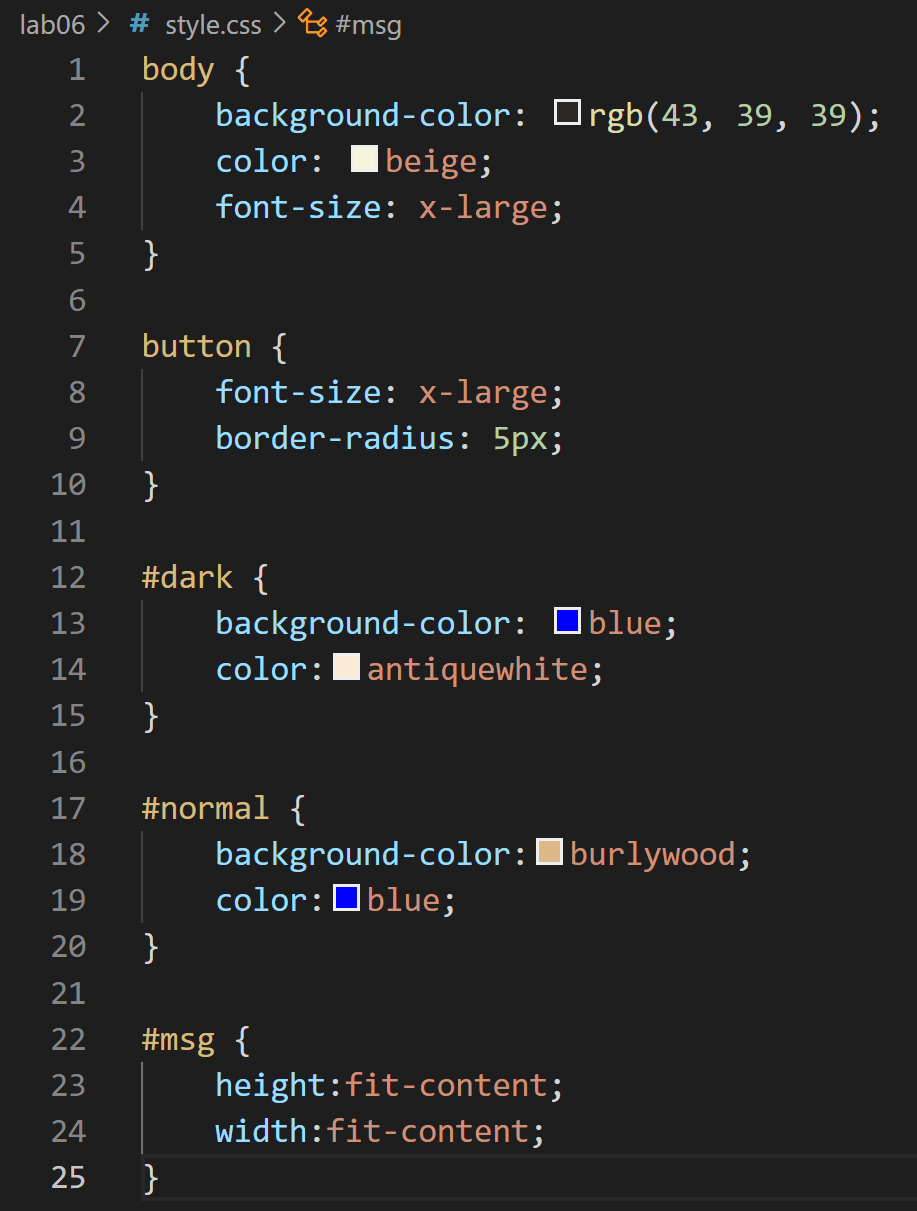 lab06 > # style.css > #msg
1 body {
2     background-color: rgb(43, 39, 39);
3     color: beige;
4     font-size: x-large;
5 }
6
7 button {
8     font-size: x-large;
9     border-radius: 5px;
10 }
11
12 #dark {
13     background-color: blue;
14     color:antiquewhite;
15 }
16
17 #normal {
18     background-color:burlywood;
19     color:blue;
20 }
21
22 #msg {
23     height:fit-content;
24     width:fit-content;
25 }